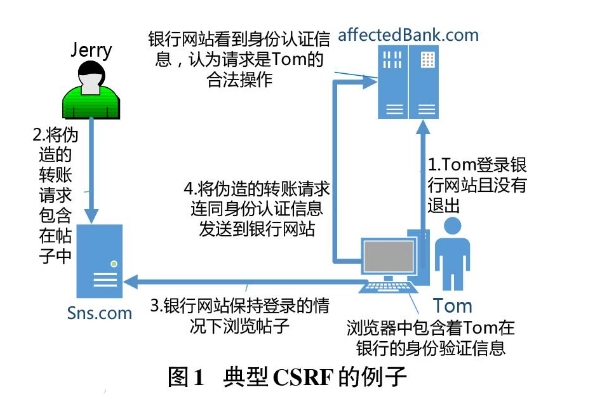 银行网站看到身份认证信
息，认为请求是Tom的
合法操作
affectedBank.com
Jerry
2.将伪
造的
转账
请求
包含
在帖
子中
4.将伪造的转账请求
连同身份认证信息
发送到银行网站
1.Tom登录银
行网站且没有
退出
Sns.com
3.银行网站保持登录的情
况下浏览帖子
Tom
浏览器中包含着Tom在
银行的身份验证信息
图1 典型CSRF的例子